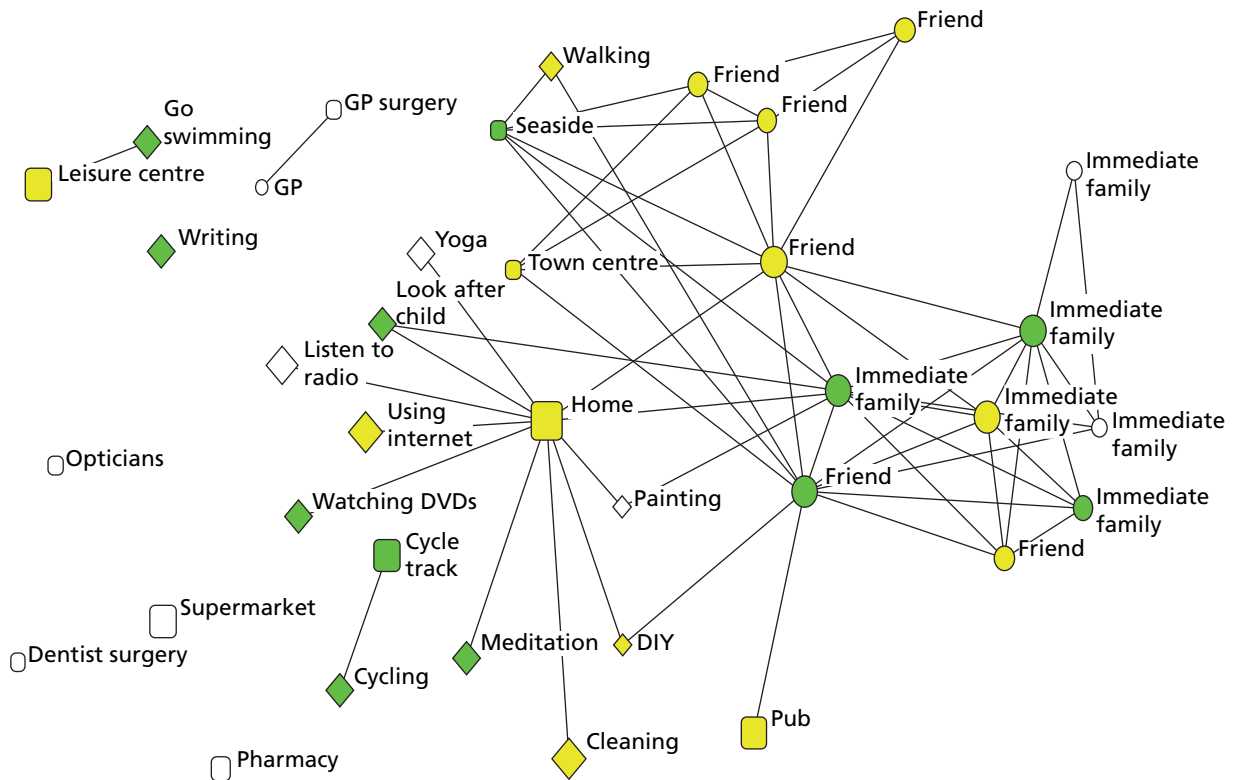 Friend
Walking
Friend
Go
swimming
GP surgery
Friend
Seaside
Leisure centre
GP
Immediate
family
Writing
Yoga
Friend
Town centre
Look after
child
Immediate
family
Listen to
radio
Immediate
family
Immediate
family
Using
internet
Home
Immediate
family
Opticians
Friend
Watching DVDs
Painting
Immediate
family
Cycle
track
Friend
Supermarket
Meditation
DIY
Dentist surgery
Cycling
Pub
Cleaning
Pharmacy